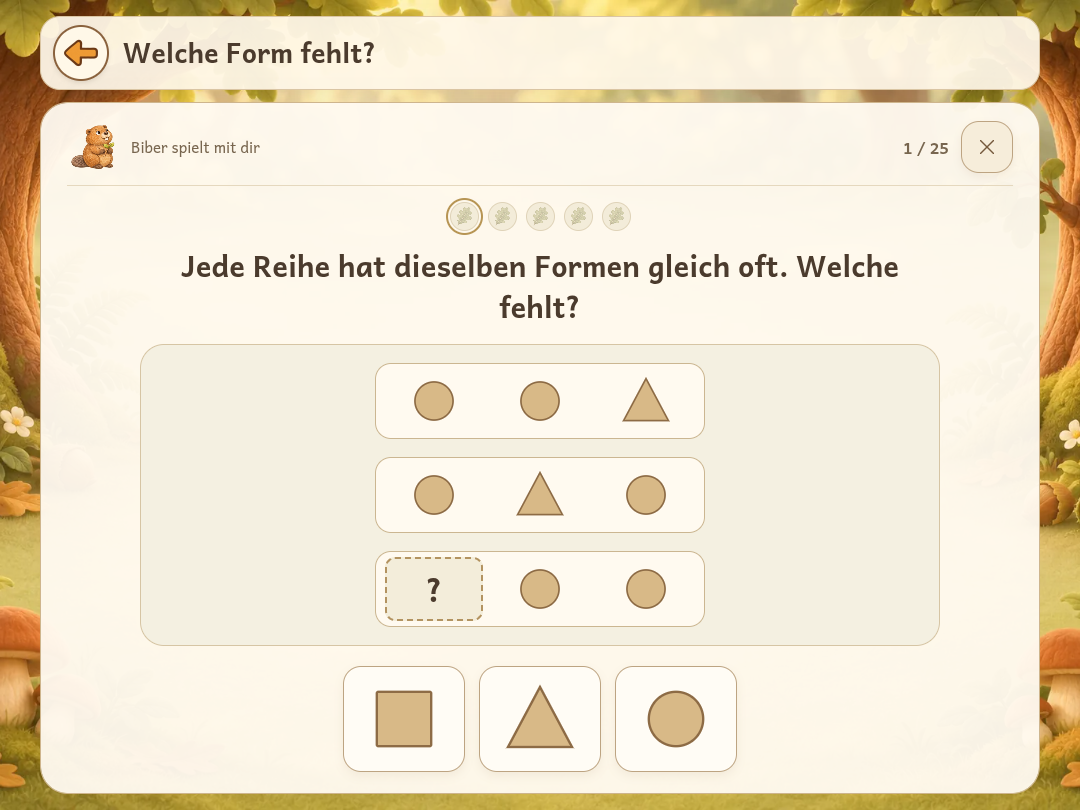 Welche Form fehlt?
Biber spielt mit dir
1 / 25
Jede Reihe hat dieselben Formen gleich oft. Welche
fehlt?
?